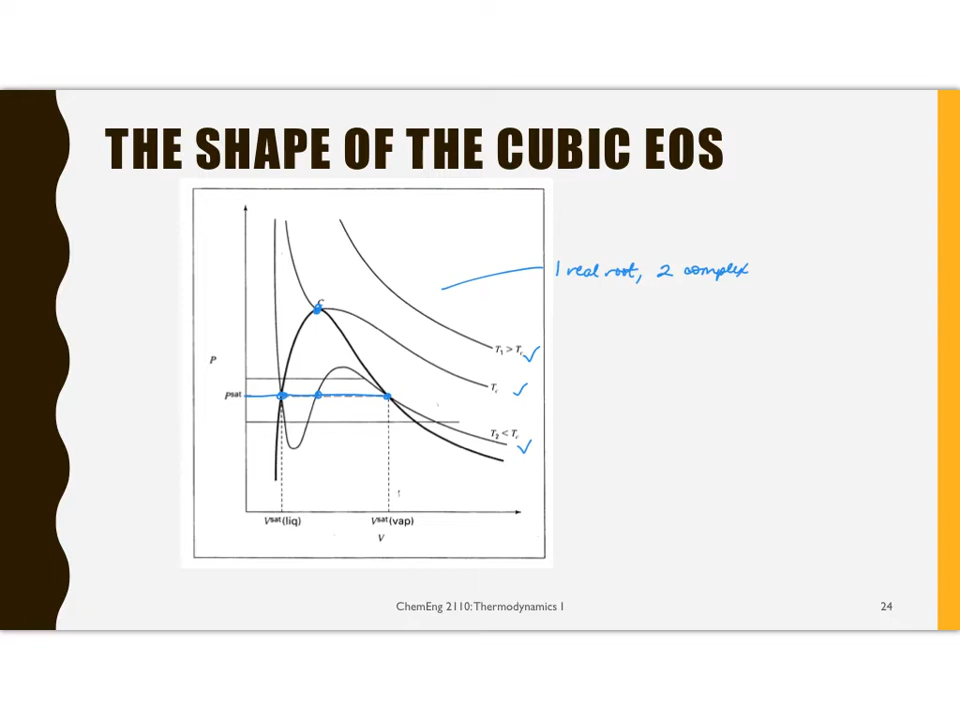 THE SHAPE OF THE CUBIC EOS
1 real root, 2 complex
C
T₁ > Tc
P
Tc
Psat
T₂ < Tc
Vsat(liq)
Vsat(vap)
V
ChemEng 2110: Thermodynamics I
24